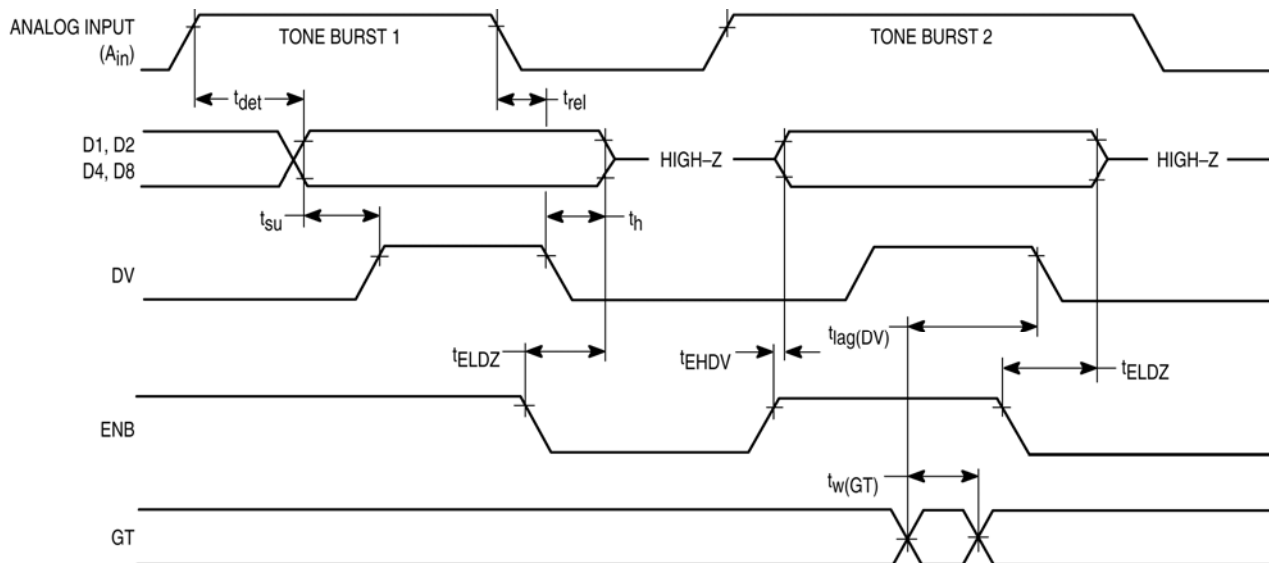 ANALOG INPUT
(Ain)
TONE BURST 1
TONE BURST 2
tdet
trel
D1, D2
D4, D8
HIGH–Z
HIGH–Z
tsu
th
DV
tlag(DV)
tELDZ
tEHDV
tELDZ
ENB
tw(GT)
GT